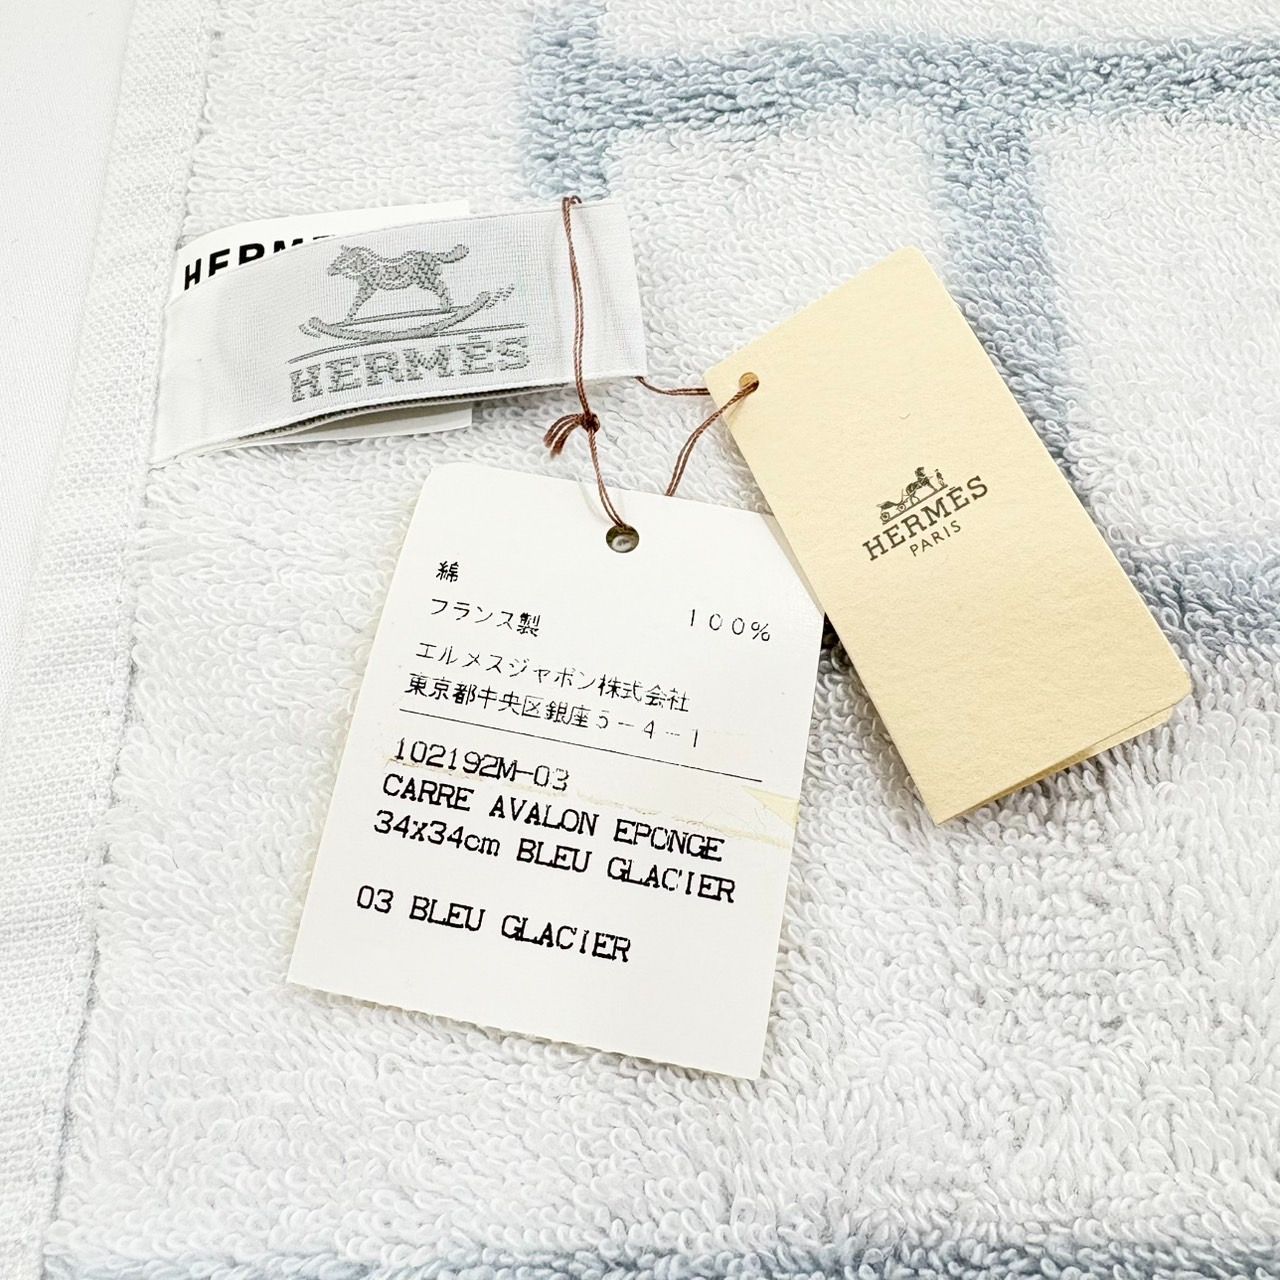 HERMÈS
HERMÈS
PARIS
綿
100%
フランス製
エルメスジャポン株式会社
東京都中央区銀座5-4-1
102192M-03
CARRE AVALON EPONGE
34x34cm BLEU GLACIER
03 BLEU GLACIER